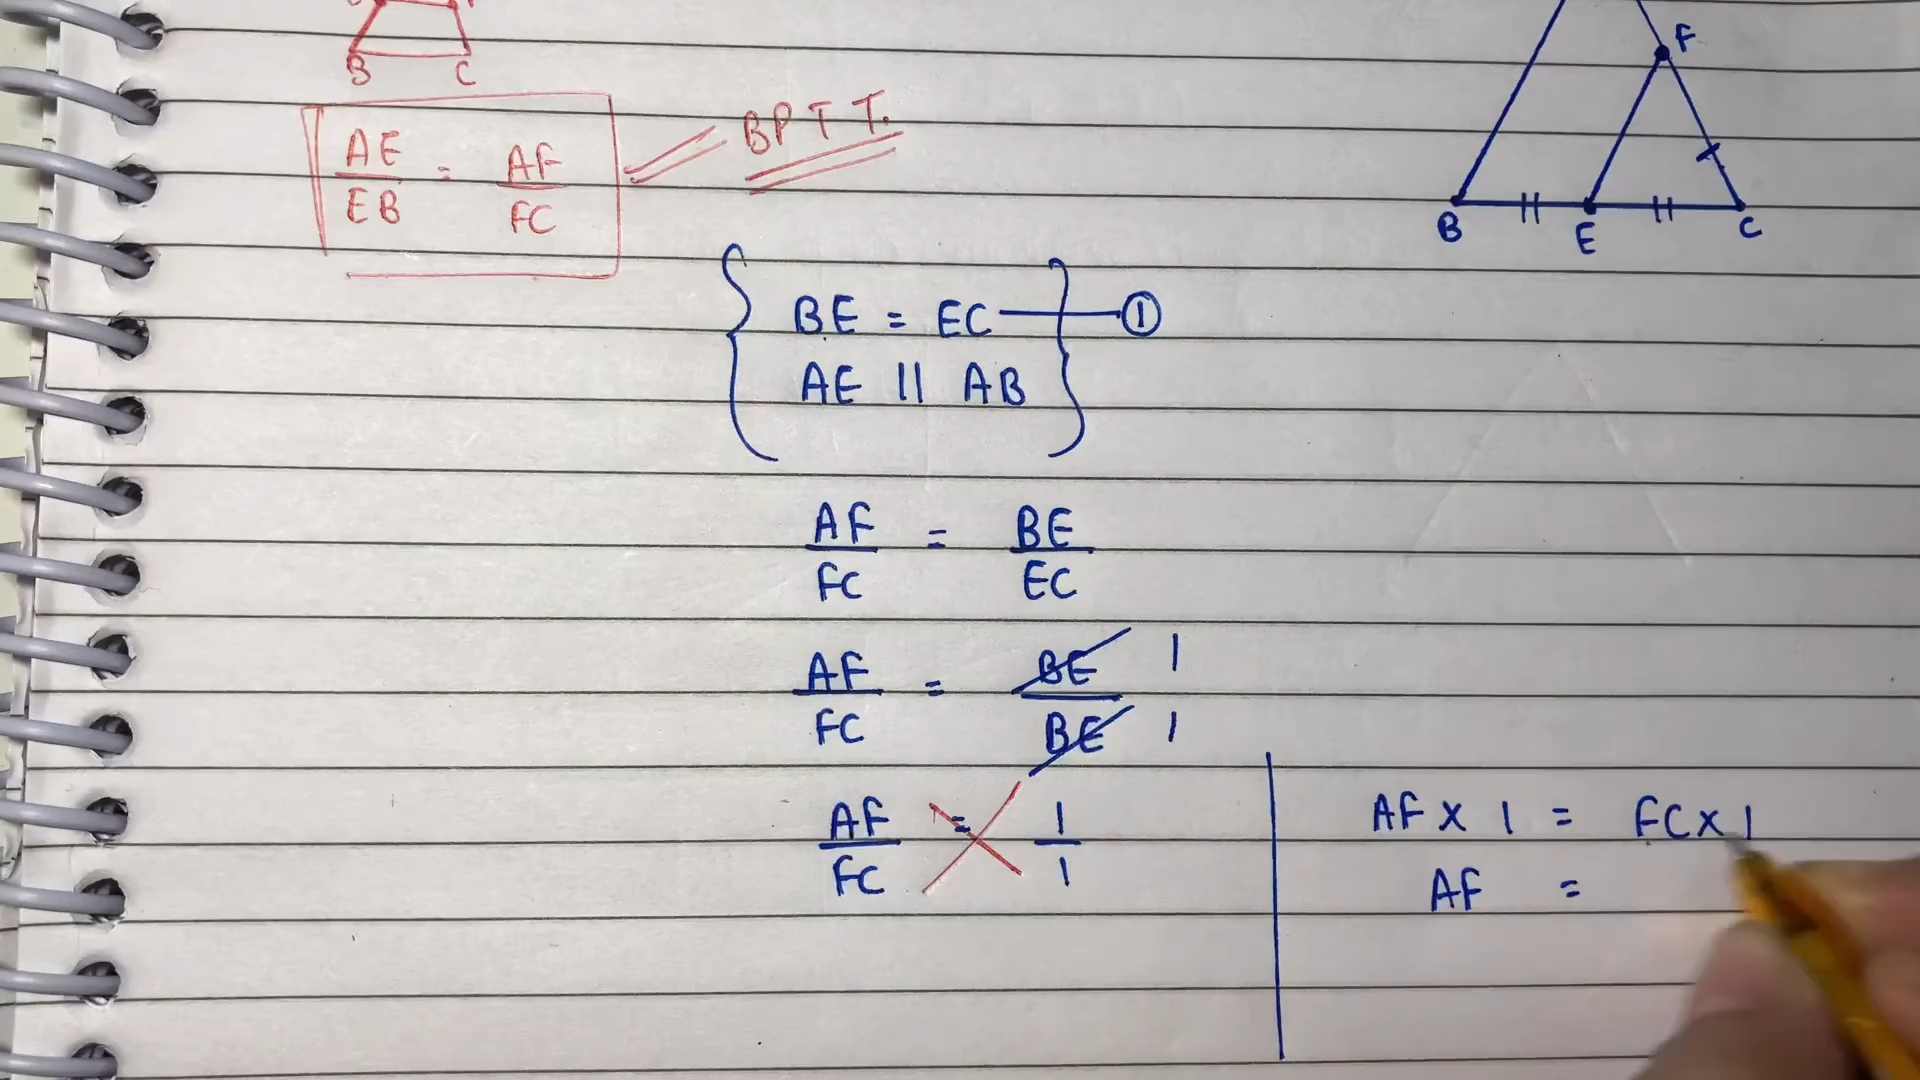 B C
AE/EB = AF/FC
BPTT.
F
B E C
BE = EC — ①
AE || AB
AF/FC = BE/EC
AF/FC = BE/BE 1 1
AF/FC = 1/1
AF x 1 = FC x 1
AF =